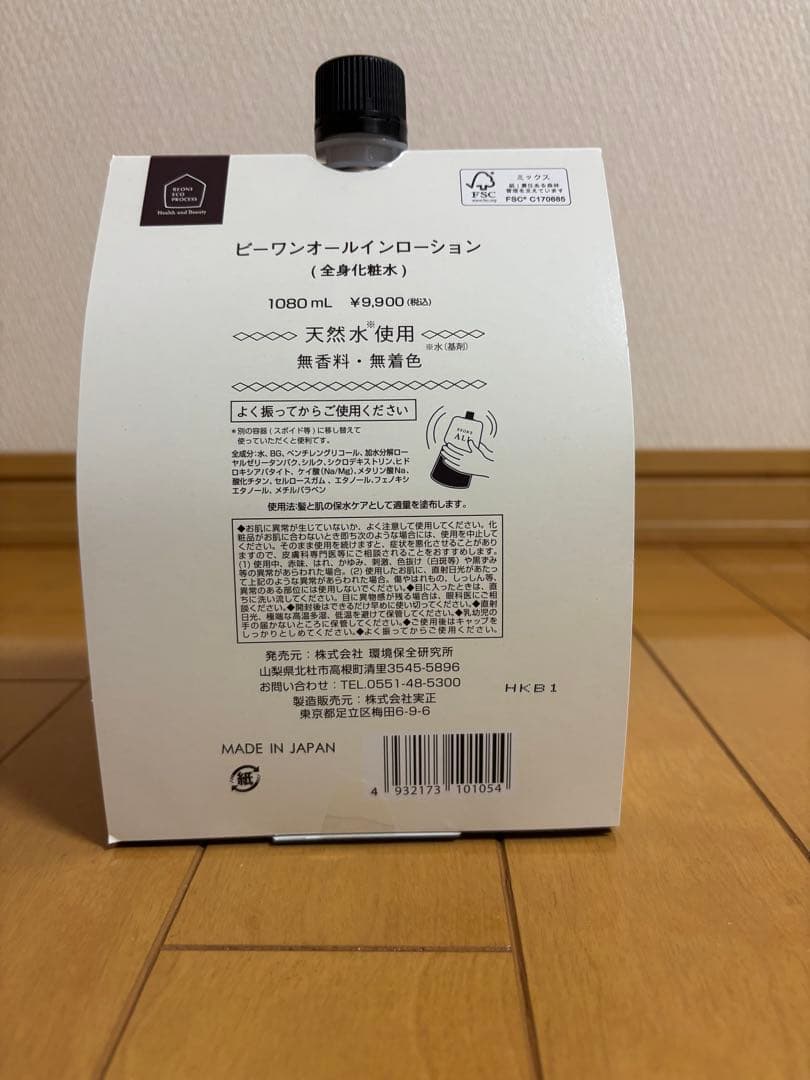 BEONE
ECO
PROCESS
Health and Beauty
FSC
www.fsc.org
ミックス
紙｜責任ある森林
管理を支えています
FSC® C170685
ビーワンオールインローション
(全身化粧水)
1080mL ¥9,900(税込)
天然水※使用
※水(基剤)
無香料・無着色
よく振ってからご使用ください
*別の容器(スポイド等)に移し替えて
使っていただくと便利です。
全成分:水、BG、ペンチレングリコール、加水分解ロー
ヤルゼリータンパク、シルク、シクロデキストリン、ヒド
ロキシアパタイト、ケイ酸(Na/Mg)、メタリン酸Na、
酸化チタン、セルロースガム、エタノール、フェノキシ
エタノール、メチルパラベン
BEONE
ALL
使用法:髪と肌の保水ケアとして適量を塗布します。
◆お肌に異常が生じていないか、よく注意して使用してください。化
粧品がお肌に合わないとき即ち次のような場合には、使用を中止して
ください。そのまま使用を続けますと、症状を悪化させることがあり
ますので、皮膚科専門医等にご相談されることをおすすめします。
(1)使用中、赤味、はれ、かゆみ、刺激、色抜け(白斑等)や黒ずみ
等の異常があらわれた場合。(2)使用したお肌に、直射日光があたっ
て上記のような異常があらわれた場合。傷やはれもの、しっしん等、
異常のある部位には使用しないでください。◆目に入ったときは、直
ちに洗い流してください。目に異物感が残る場合は、眼科医にご相
談ください。◆開封後はできるだけ早めに使い切ってください。◆直射
日光、極端な高温多湿、低温を避けて保管してください。◆乳幼児の
手の届かないところに保管してください。◆ご使用後はキャップを
しっかりとしめてください。◆よく振ってからご使用ください。
発売元：株式会社 環境保全研究所
山梨県北杜市高根町清里3545-5896
お問い合わせ：TEL.0551-48-5300
製造販売元：株式会社実正
東京都足立区梅田6-9-6
HKB1
MADE IN JAPAN
紙
4 932173 101054